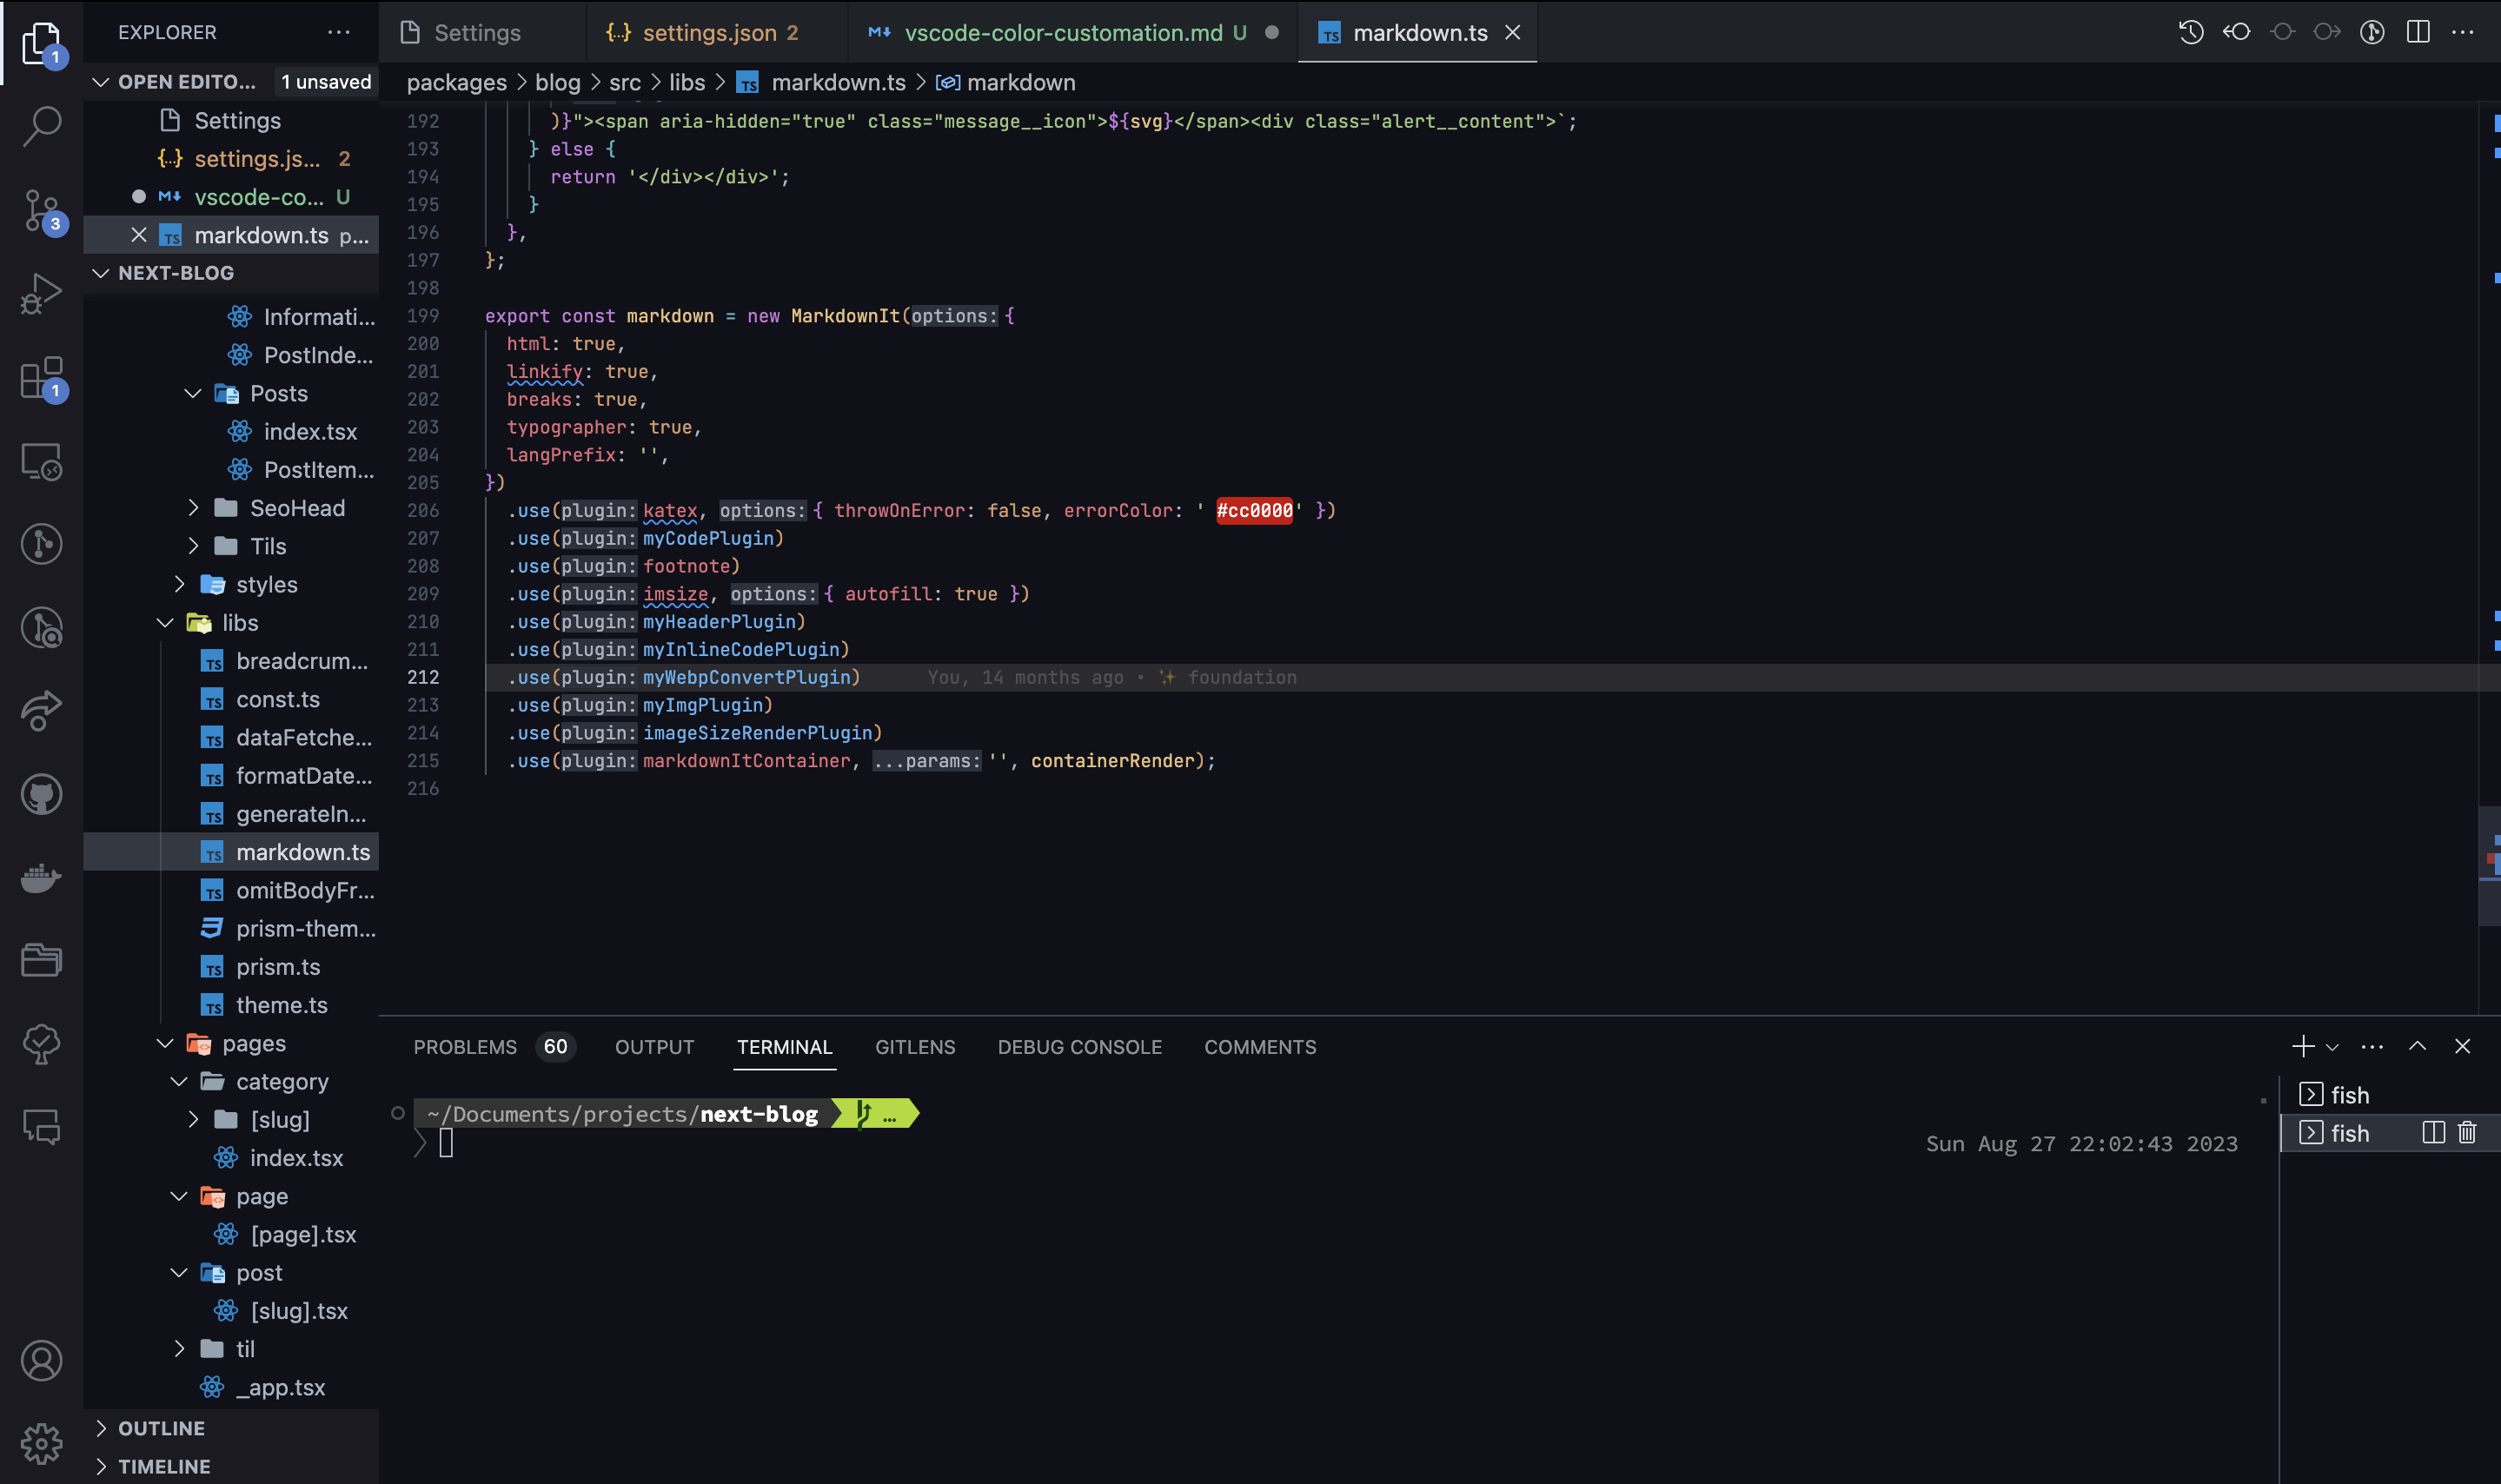 EXPLORER
OPEN EDITO... 1 unsaved
Settings
settings.js... 2
vscode-co... U
markdown.ts p...
NEXT-BLOG
Informati...
PostInde...
Posts
index.tsx
PostItem...
SeoHead
Tils
styles
libs
breadcrum...
const.ts
dataFetche...
formatDate...
generateIn...
markdown.ts
omitBodyFr...
prism-them...
prism.ts
theme.ts
pages
category
[slug]
index.tsx
page
[page].tsx
post
[slug].tsx
til
_app.tsx
OUTLINE
TIMELINE
1
3
1
Settings
settings.json 2
vscode-color-customation.md U
markdown.ts
packages > blog > src > libs > markdown.ts > markdown
192 )}"><span aria-hidden="true" class="message__icon">${svg}</span><div class="alert__content">`;
193 } else {
194 return '</div></div>';
195 }
196 },
197 };
198
199 export const markdown = new MarkdownIt(options: {
200 html: true,
201 linkify: true,
202 breaks: true,
203 typographer: true,
204 langPrefix: '',
205 })
206 .use(plugin: katex, options: { throwOnError: false, errorColor: ' #cc0000' })
207 .use(plugin: myCodePlugin)
208 .use(plugin: footnote)
209 .use(plugin: imsize, options: { autofill: true })
210 .use(plugin: myHeaderPlugin)
211 .use(plugin: myInlineCodePlugin)
212 .use(plugin: myWebpConvertPlugin) You, 14 months ago • ✨ foundation
213 .use(plugin: myImgPlugin)
214 .use(plugin: imageSizeRenderPlugin)
215 .use(plugin: markdownItContainer, ...params: '', containerRender);
216
PROBLEMS 60 OUTPUT TERMINAL GITLENS DEBUG CONSOLE COMMENTS
~/Documents/projects/next-blog …
Sun Aug 27 22:02:43 2023
fish
fish